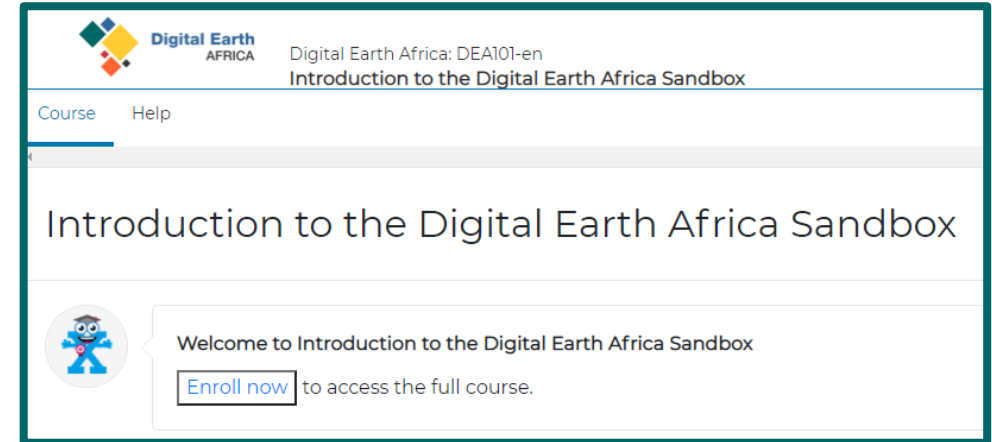 Digital Earth
AFRICA
Digital Earth Africa: DEA101-en
Introduction to the Digital Earth Africa Sandbox
Course Help
Introduction to the Digital Earth Africa Sandbox
Welcome to Introduction to the Digital Earth Africa Sandbox
Enroll now to access the full course.